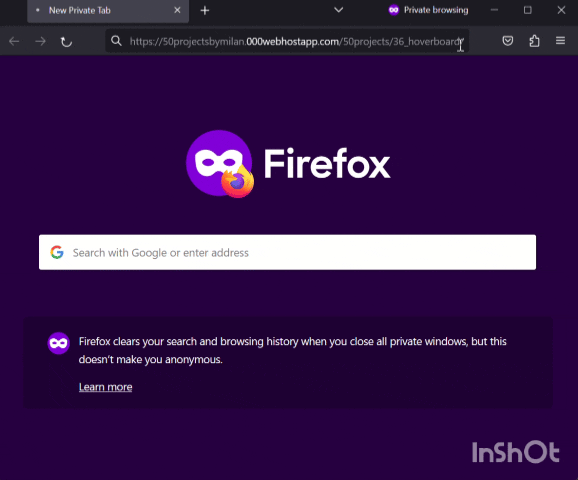 New Private Tab
Private browsing
https://50projectsbymilan.000webhostapp.com/50projects/36_hoverboard/
Firefox
Search with Google or enter address
Firefox clears your search and browsing history when you close all private windows, but this
doesn't make you anonymous.
Learn more
InShOt